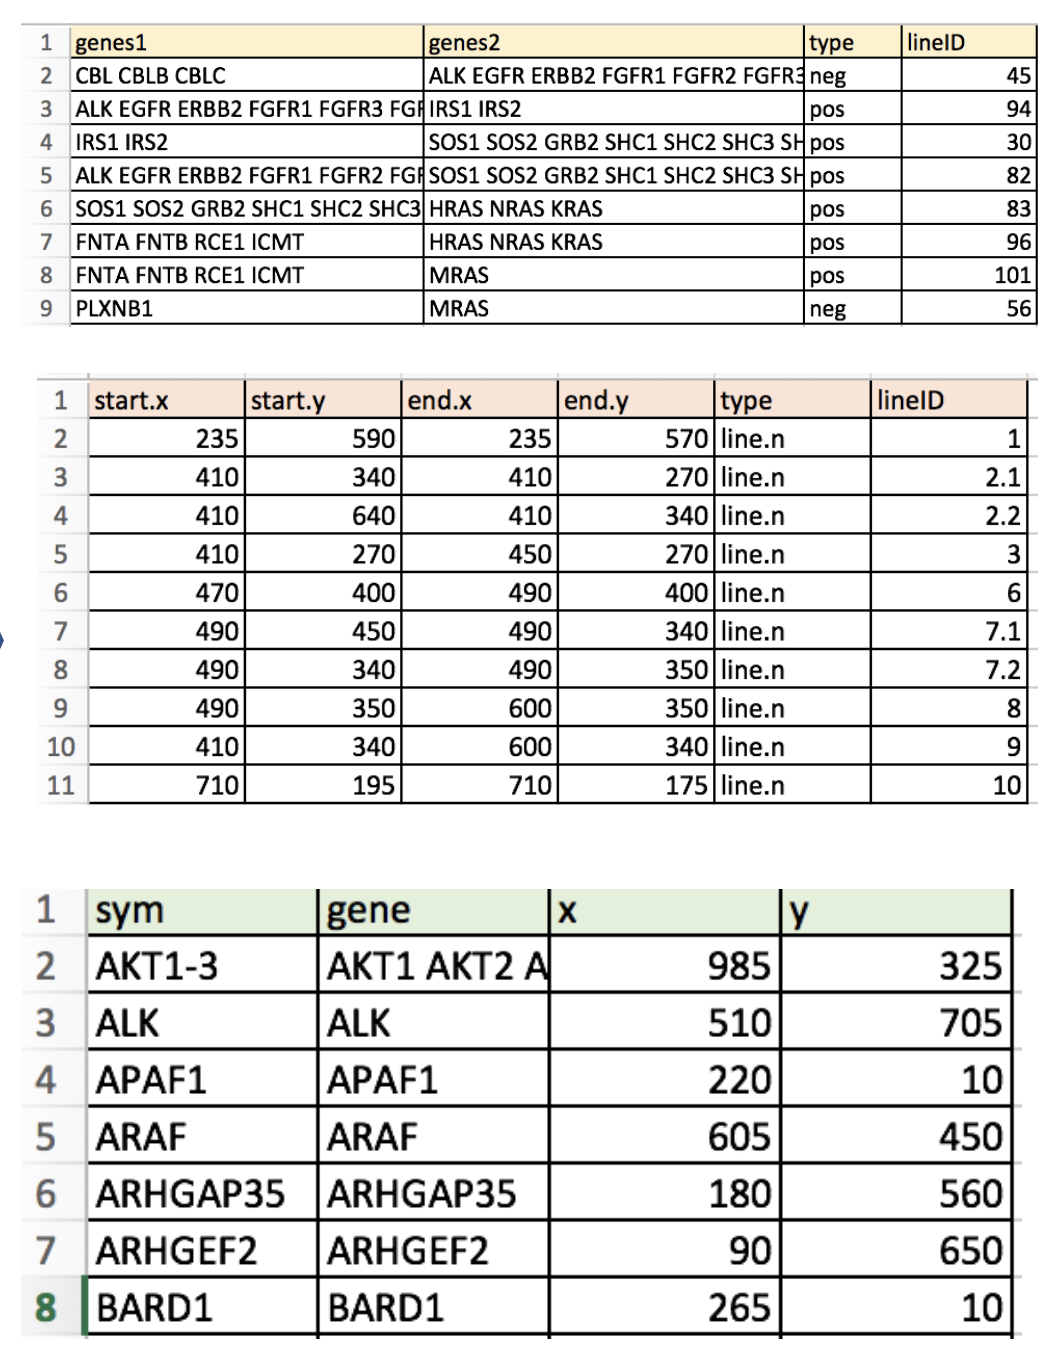 1 genes1 genes2 type lineID
2 CBL CBLB CBLC ALK EGFR ERBB2 FGFR1 FGFR2 FGFR3 neg 45
3 ALK EGFR ERBB2 FGFR1 FGFR3 FGF IRS1 IRS2 pos 94
4 IRS1 IRS2 SOS1 SOS2 GRB2 SHC1 SHC2 SHC3 SH pos 30
5 ALK EGFR ERBB2 FGFR1 FGFR2 FGF SOS1 SOS2 GRB2 SHC1 SHC2 SHC3 SH pos 82
6 SOS1 SOS2 GRB2 SHC1 SHC2 SHC3 HRAS NRAS KRAS pos 83
7 FNTA FNTB RCE1 ICMT HRAS NRAS KRAS pos 96
8 FNTA FNTB RCE1 ICMT MRAS pos 101
9 PLXNB1 MRAS neg 56
1 start.x start.y end.x end.y type lineID
2 235 590 235 570 line.n 1
3 410 340 410 270 line.n 2.1
4 410 640 410 340 line.n 2.2
5 410 270 450 270 line.n 3
6 470 400 490 400 line.n 6
7 490 450 490 340 line.n 7.1
8 490 340 490 350 line.n 7.2
9 490 350 600 350 line.n 8
10 410 340 600 340 line.n 9
11 710 195 710 175 line.n 10
1 sym gene x y
2 AKT1-3 AKT1 AKT2 A 985 325
3 ALK ALK 510 705
4 APAF1 APAF1 220 10
5 ARAF ARAF 605 450
6 ARHGAP35 ARHGAP35 180 560
7 ARHGEF2 ARHGEF2 90 650
8 BARD1 BARD1 265 10